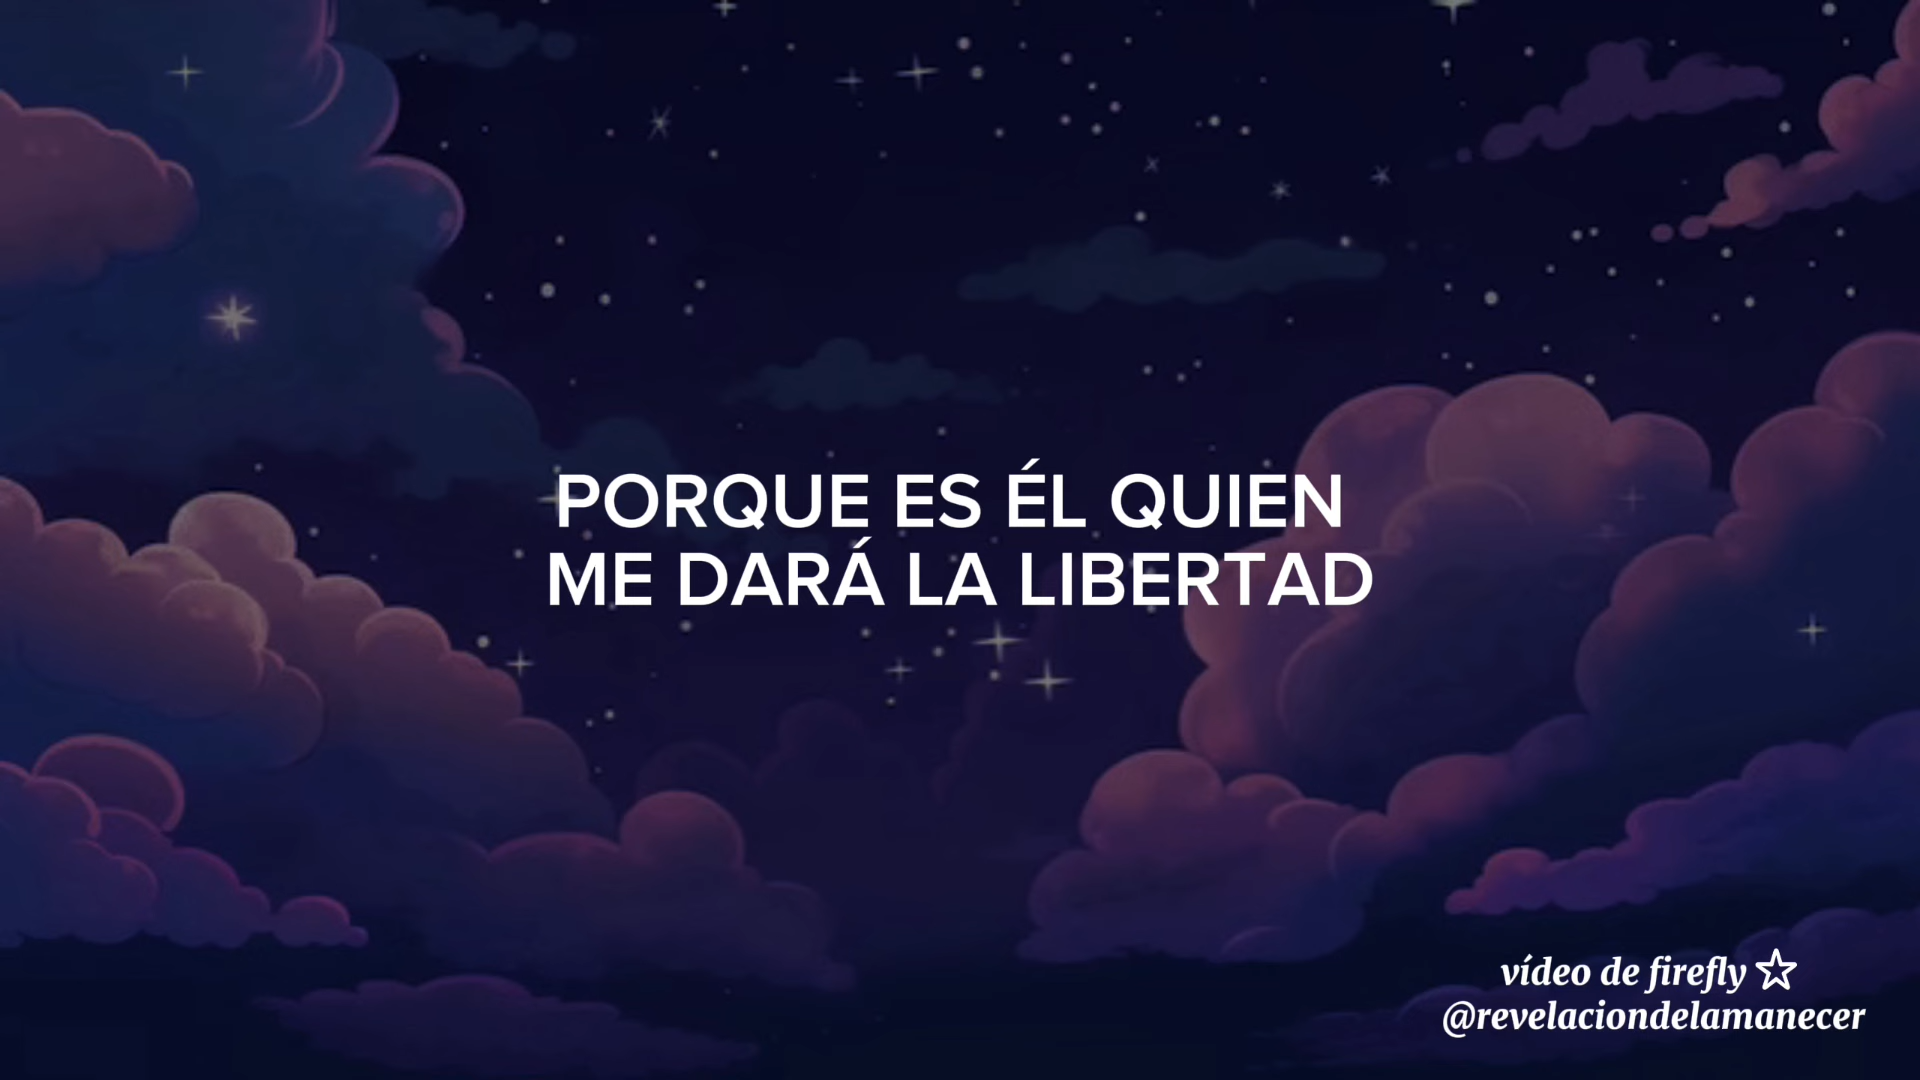 PORQUE ES ÉL QUIEN
ME DARÁ LA LIBERTAD
vídeo de firefly ☆
@revelaciondelamanecer